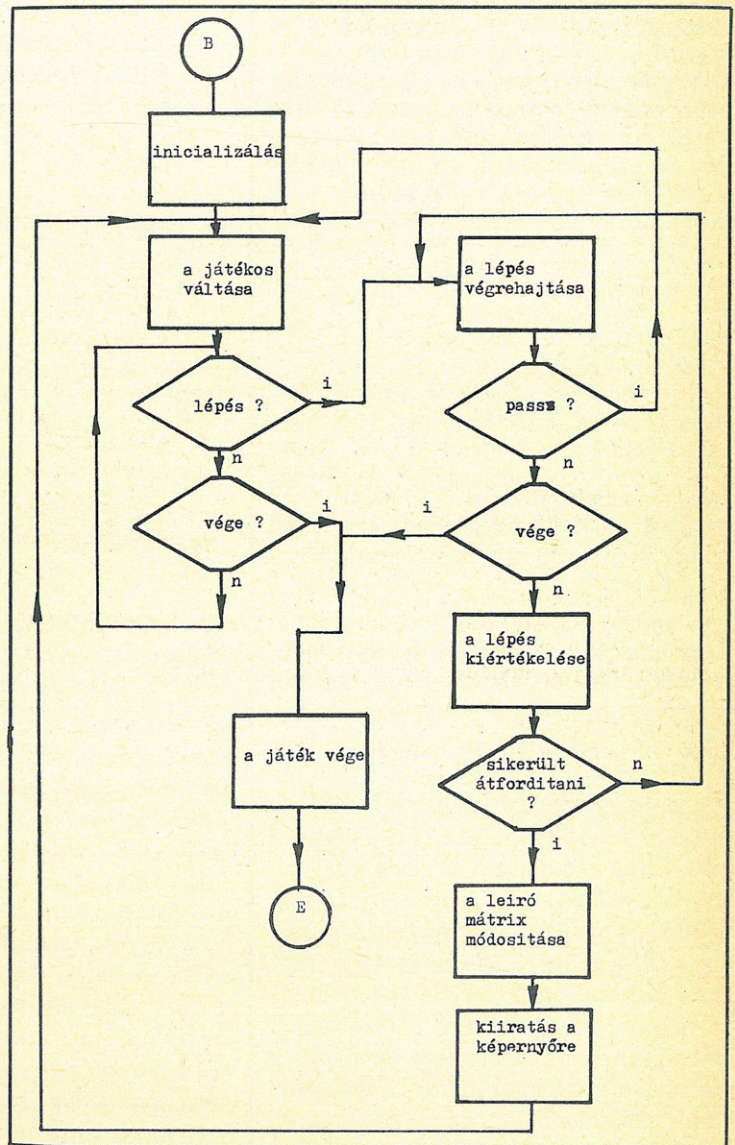 B
inicializálás
a játékos
váltása
lépés ?
i
n
vége ?
i
n
a játék vége
E
a lépés
végrehajtása
passz ?
i
n
vége ?
i
n
a lépés
kiértékelése
sikerült
átforditani
?
n
i
a leiró
mátrix
módositása
kiiratás a
képernyőre